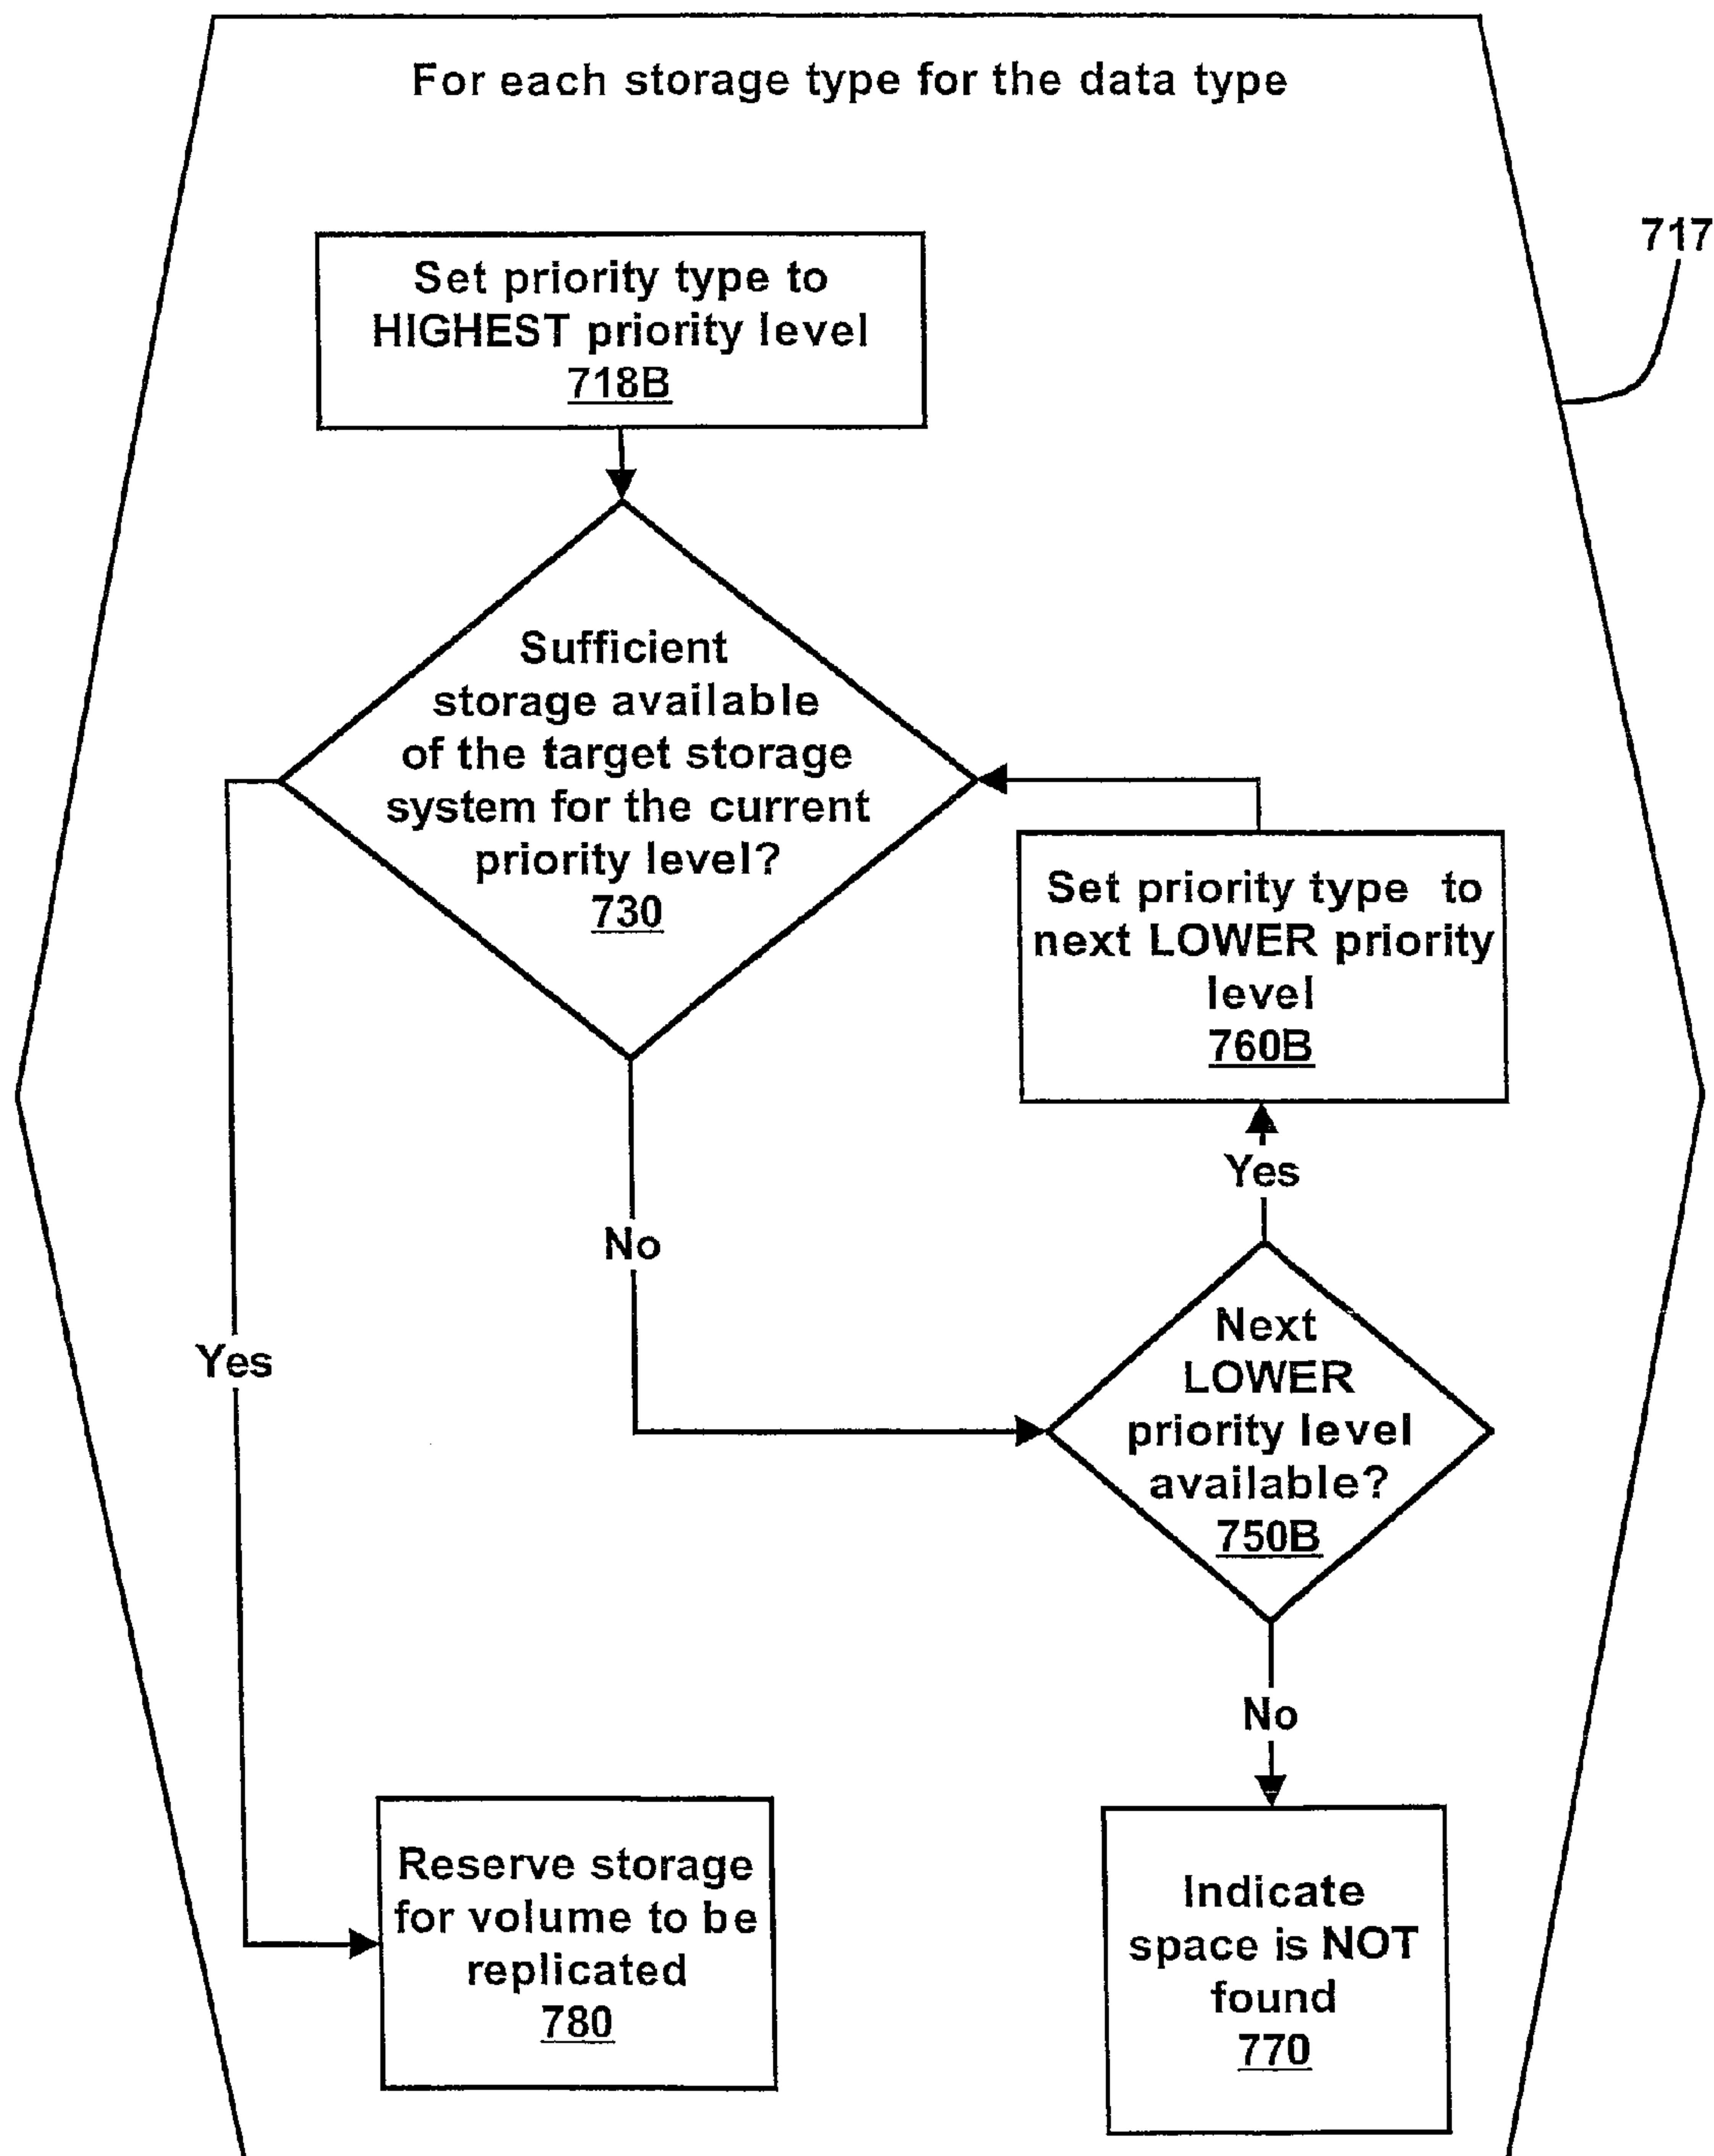 For each storage type for the data type
717
Set priority type to
HIGHEST priority level
718B
Sufficient
storage available
of the target storage
system for the current
priority level?
730
Set priority type to
next LOWER priority
level
760B
Yes
No
Yes
Next
LOWER
priority level
available?
750B
No
Reserve storage
for volume to be
replicated
780
Indicate
space is NOT
found
770